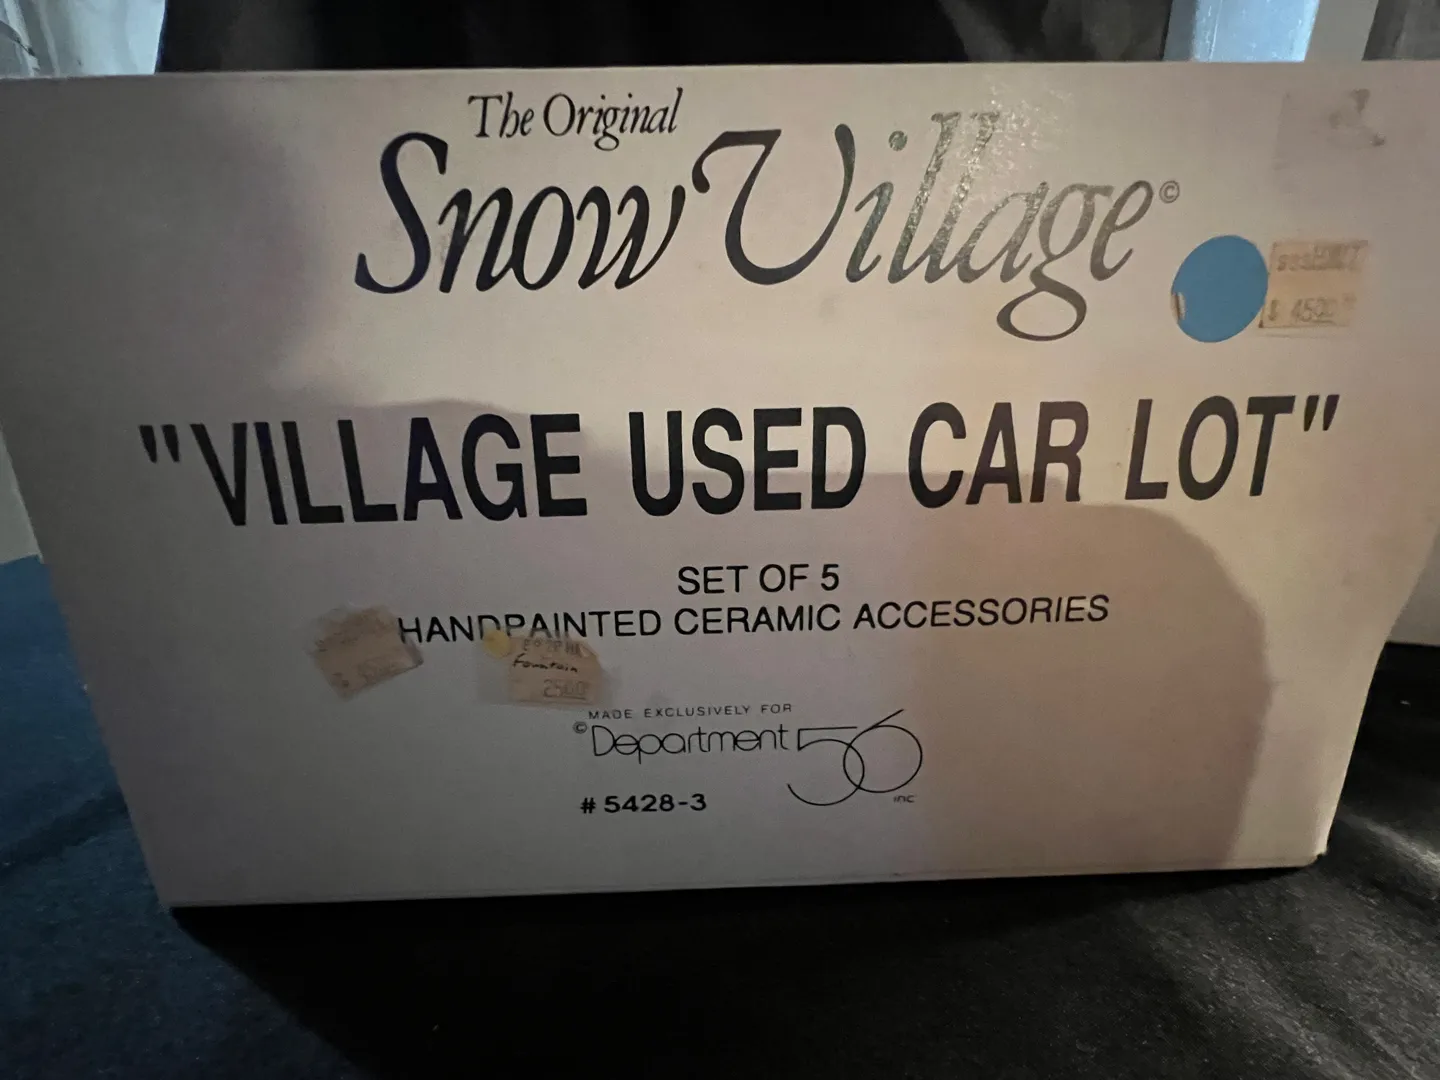 The Original
Snow Village©
$ 4500
"VILLAGE USED CAR LOT"
SET OF 5
HANDPAINTED CERAMIC ACCESSORIES
Fountain
2500
MADE EXCLUSIVELY FOR
© Department 56
inc
# 5428-3